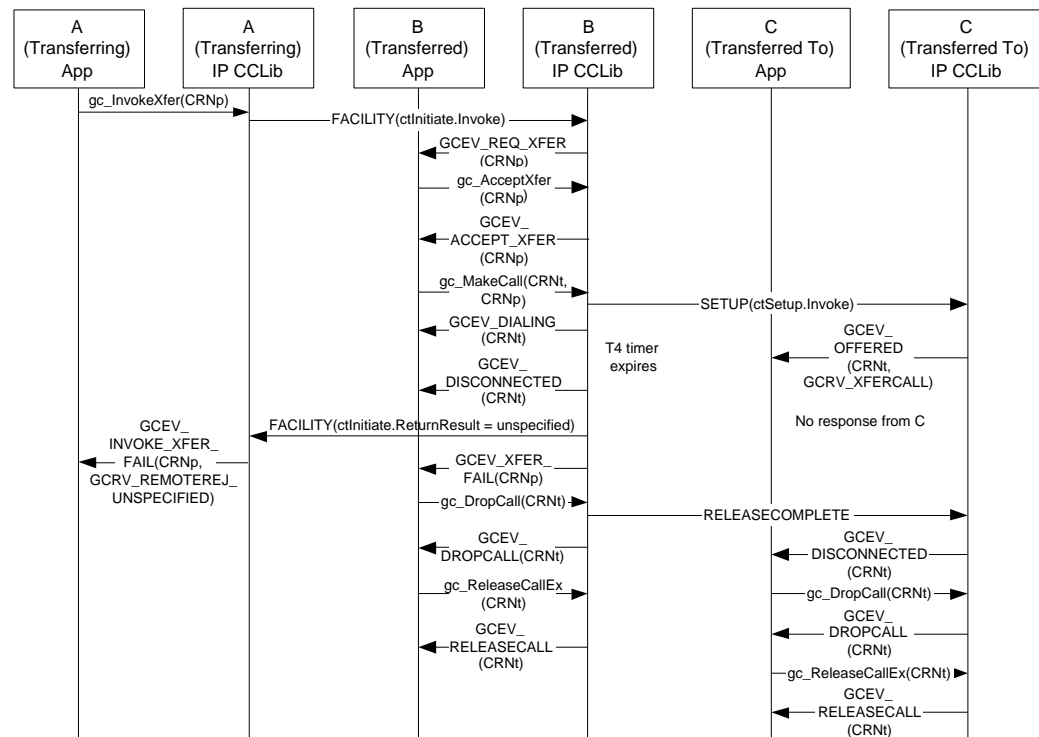 A
(Transferring)
App
A
(Transferring)
IP CCLib
B
(Transferred)
App
B
(Transferred)
IP CCLib
C
(Transferred To)
App
C
(Transferred To)
IP CCLib
gc_InvokeXfer(CRNp)
FACILITY(ctInitiate.Invoke)
GCEV_REQ_XFER
(CRNp)
gc_AcceptXfer
(CRNp)
GCEV_
ACCEPT_XFER
(CRNp)
gc_MakeCall(CRNt,
CRNp)
SETUP(ctSetup.Invoke)
GCEV_DIALING
(CRNt)
T4 timer
expires
GCEV_
OFFERED
(CRNt,
GCRV_XFERCALL)
GCEV_
DISCONNECTED
(CRNt)
No response from C
FACILITY(ctInitiate.ReturnResult = unspecified)
GCEV_
INVOKE_XFER_
FAIL(CRNp,
GCRV_REMOTEREJ_
UNSPECIFIED)
GCEV_XFER_
FAIL(CRNp)
gc_DropCall(CRNt)
RELEASECOMPLETE
GCEV_
DROPCALL(CRNt)
GCEV_
DISCONNECTED
(CRNt)
gc_ReleaseCallEx
(CRNt)
gc_DropCall(CRNt)
GCEV_
RELEASECALL
(CRNt)
GCEV_
DROPCALL
(CRNt)
gc_ReleaseCallEx(CRNt)
GCEV_
RELEASECALL
(CRNt)